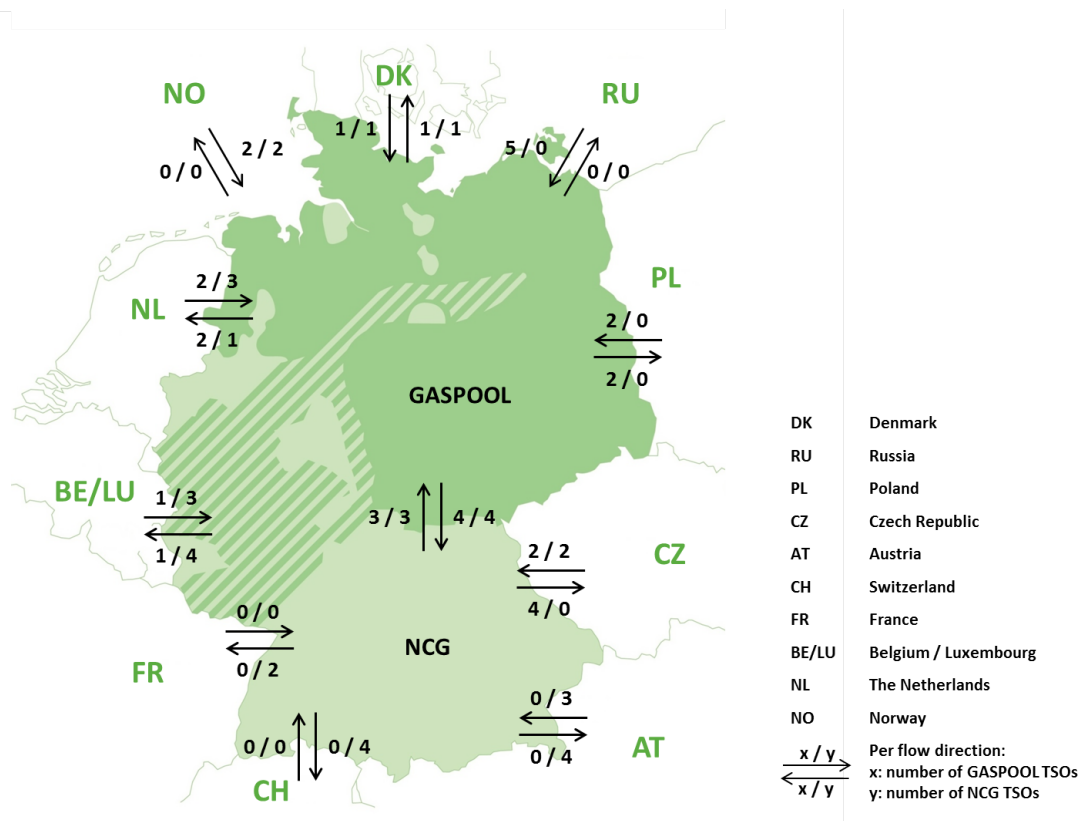 NO
DK
RU
1 / 1
1 / 1
2 / 2
0 / 0
5 / 0
0 / 0
NL
2 / 3
2 / 1
PL
2 / 0
2 / 0
GASPOOL
BE/LU
1 / 3
1 / 4
3 / 3
4 / 4
2 / 2
4 / 0
CZ
0 / 0
0 / 2
FR
NCG
0 / 3
0 / 4
AT
0 / 0
0 / 4
CH
DK Denmark
RU Russia
PL Poland
CZ Czech Republic
AT Austria
CH Switzerland
FR France
BE/LU Belgium / Luxembourg
NL The Netherlands
NO Norway
x / y
x / y
Per flow direction:
x: number of GASPOOL TSOs
y: number of NCG TSOs